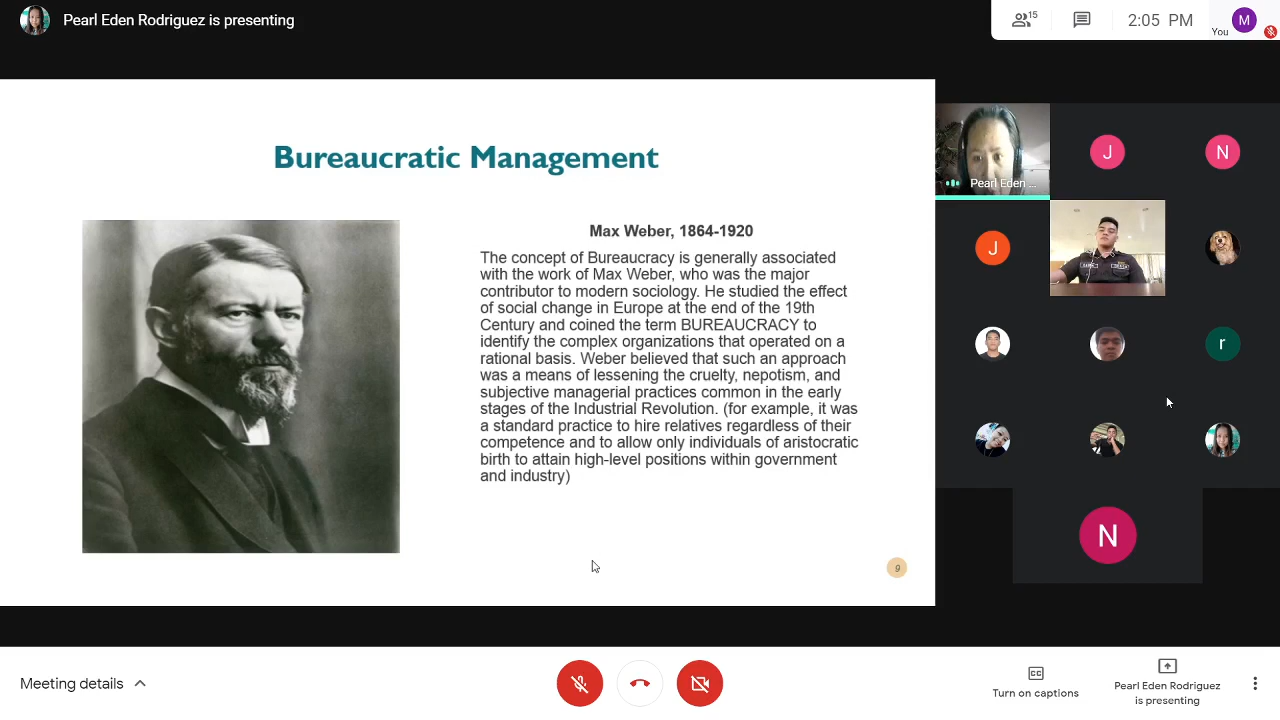 Pearl Eden Rodriguez is presenting
15
2:05 PM
You
M
Bureaucratic Management
Max Weber, 1864-1920
The concept of Bureaucracy is generally associated
with the work of Max Weber, who was the major
contributor to modern sociology. He studied the effect
of social change in Europe at the end of the 19th
Century and coined the term BUREAUCRACY to
identify the complex organizations that operated on a
rational basis. Weber believed that such an approach
was a means of lessening the cruelty, nepotism, and
subjective managerial practices common in the early
stages of the Industrial Revolution. (for example, it was
a standard practice to hire relatives regardless of their
competence and to allow only individuals of aristocratic
birth to attain high-level positions within government
and industry)
9
Pearl Eden ...
J
N
J
r
N
Meeting details
CC
Turn on captions
Pearl Eden Rodriguez
is presenting